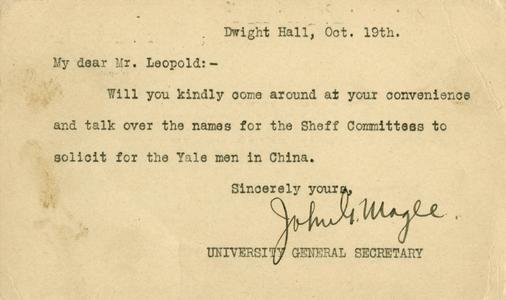 Dwight Hall, Oct. 19th.
My dear Mr. Leopold:-
Will you kindly come around at your convenience
and talk over the names for the Sheff Committess to
solicit for the Yale men in China.
Sincerely yours,
John G. Magee.
UNIVERSITY GENERAL SECRETARY